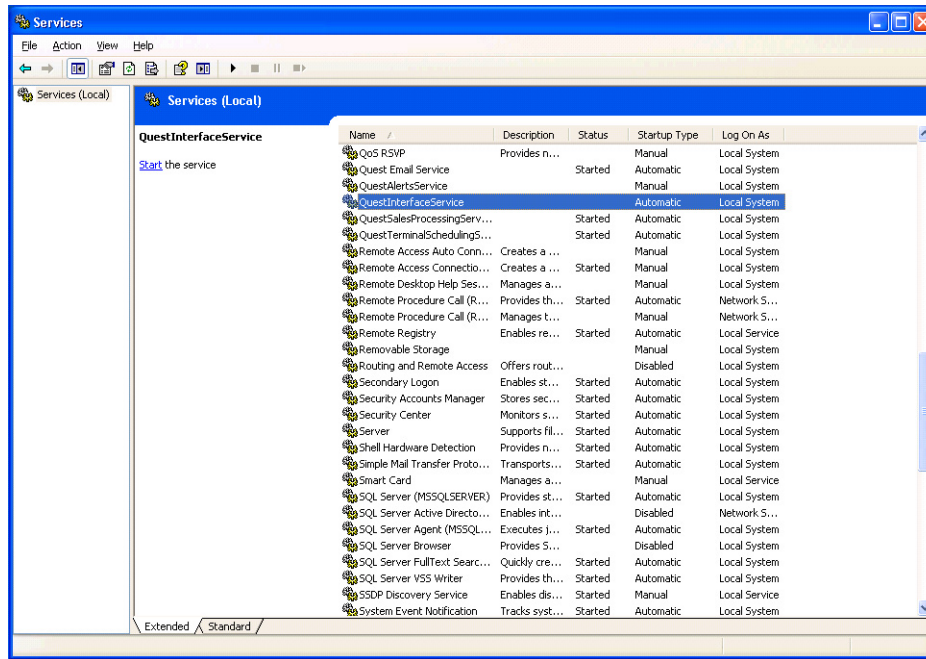 Services
File Action View Help
Services (Local)
Services (Local)
QuestInterfaceService
Start the service
Name Description Status Startup Type Log On As
QoS RSVP Provides n... Manual Local System
Quest Email Service Started Automatic Local System
QuestAlertsService Manual Local System
QuestInterfaceService Automatic Local System
QuestSalesProcessingServ... Started Automatic Local System
QuestTerminalSchedulingS... Started Automatic Local System
Remote Access Auto Conn... Creates a ... Manual Local System
Remote Access Connectio... Creates a ... Started Manual Local System
Remote Desktop Help Ses... Manages a... Manual Local System
Remote Procedure Call (R... Provides th... Started Automatic Network S...
Remote Procedure Call (R... Manages t... Manual Network S...
Remote Registry Enables re... Started Automatic Local Service
Removable Storage Manual Local System
Routing and Remote Access Offers rout... Disabled Local System
Secondary Logon Enables st... Started Automatic Local System
Security Accounts Manager Stores sec... Started Automatic Local System
Security Center Monitors s... Started Automatic Local System
Server Supports fil... Started Automatic Local System
Shell Hardware Detection Provides n... Started Automatic Local System
Simple Mail Transfer Proto... Transports... Started Automatic Local System
Smart Card Manages a... Manual Local Service
SQL Server (MSSQLSERVER) Provides st... Started Automatic Local System
SQL Server Active Directo... Enables int... Disabled Network S...
SQL Server Agent (MSSQL... Executes j... Started Automatic Local System
SQL Server Browser Provides S... Disabled Local System
SQL Server FullText Searc... Quickly cre... Started Automatic Local System
SQL Server VSS Writer Provides th... Started Automatic Local System
SSDP Discovery Service Enables dis... Started Manual Local Service
System Event Notification Tracks syst... Started Automatic Local System
Extended Standard